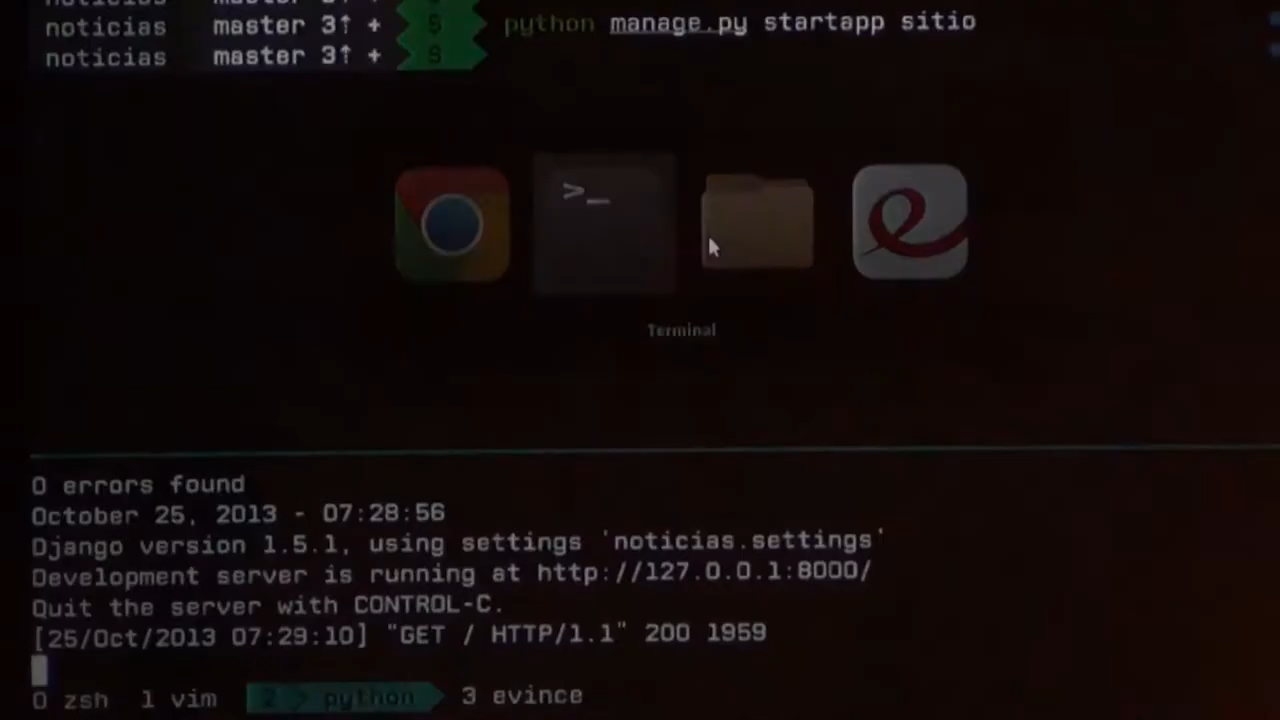 noticias master 3↑ +
noticias master 3↑ + S python manage.py startapp sitio
noticias master 3↑ + S
>_
Terminal
0 errors found
October 25, 2013 - 07:28:56
Django version 1.5.1, using settings 'noticias.settings'
Development server is running at http://127.0.0.1:8000/
Quit the server with CONTROL-C.
[25/Oct/2013 07:29:10] "GET / HTTP/1.1" 200 1959
0 zsh 1 vim 2 > python 3 evince